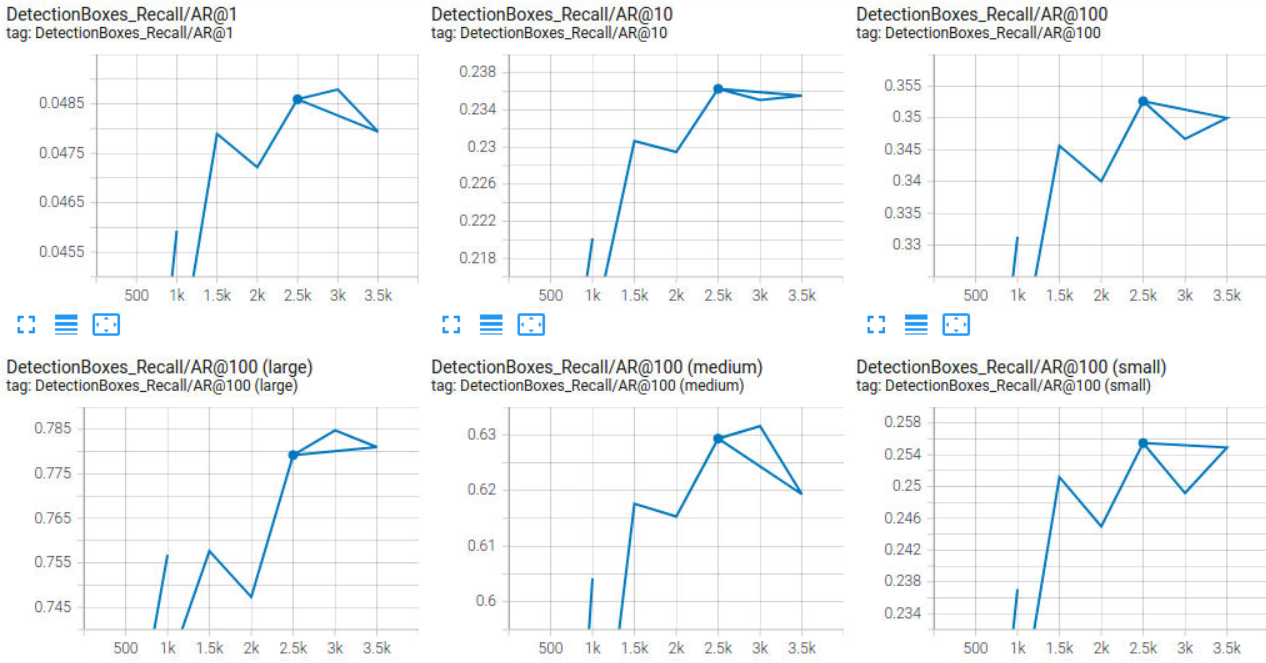 DetectionBoxes_Recall/AR@1
tag: DetectionBoxes_Recall/AR@1
0.0485
0.0475
0.0465
0.0455
500 1k 1.5k 2k 2.5k 3k 3.5k
DetectionBoxes_Recall/AR@10
tag: DetectionBoxes_Recall/AR@10
0.238
0.234
0.23
0.226
0.222
0.218
500 1k 1.5k 2k 2.5k 3k 3.5k
DetectionBoxes_Recall/AR@100
tag: DetectionBoxes_Recall/AR@100
0.355
0.35
0.345
0.34
0.335
0.33
500 1k 1.5k 2k 2.5k 3k 3.5k
DetectionBoxes_Recall/AR@100 (large)
tag: DetectionBoxes_Recall/AR@100 (large)
0.785
0.775
0.765
0.755
0.745
500 1k 1.5k 2k 2.5k 3k 3.5k
DetectionBoxes_Recall/AR@100 (medium)
tag: DetectionBoxes_Recall/AR@100 (medium)
0.63
0.62
0.61
0.6
500 1k 1.5k 2k 2.5k 3k 3.5k
DetectionBoxes_Recall/AR@100 (small)
tag: DetectionBoxes_Recall/AR@100 (small)
0.258
0.254
0.25
0.246
0.242
0.238
0.234
500 1k 1.5k 2k 2.5k 3k 3.5k